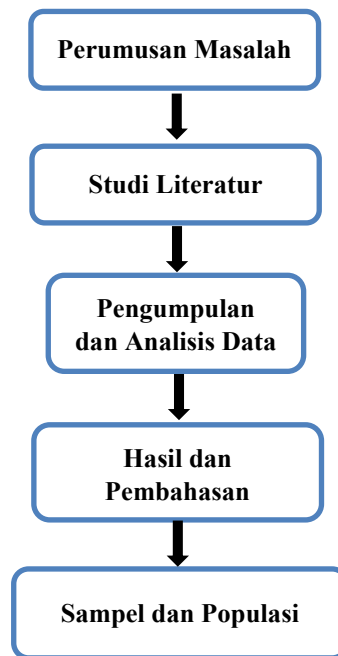 Perumusan Masalah
Studi Literatur
Pengumpulan
dan Analisis Data
Hasil dan
Pembahasan
Sampel dan Populasi